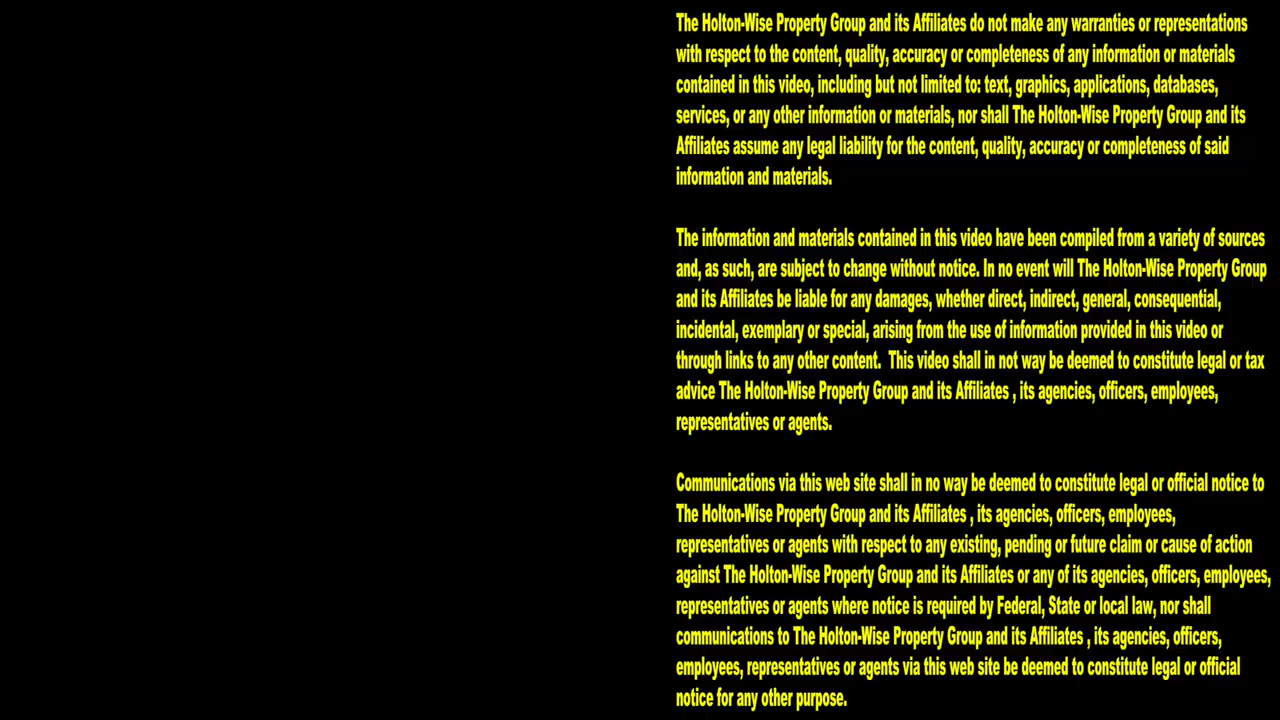 The Holton-Wise Property Group and its Affiliates do not make any warranties or representations
with respect to the content, quality, accuracy or completeness of any information or materials
contained in this video, including but not limited to: text, graphics, applications, databases,
services, or any other information or materials, nor shall The Holton-Wise Property Group and its
Affiliates assume any legal liability for the content, quality, accuracy or completeness of said
information and materials.
The information and materials contained in this video have been compiled from a variety of sources
and, as such, are subject to change without notice. In no event will The Holton-Wise Property Group
and its Affiliates be liable for any damages, whether direct, indirect, general, consequential,
incidental, exemplary or special, arising from the use of information provided in this video or
through links to any other content.  This video shall in not way be deemed to constitute legal or tax
advice The Holton-Wise Property Group and its Affiliates , its agencies, officers, employees,
representatives or agents.
Communications via this web site shall in no way be deemed to constitute legal or official notice to
The Holton-Wise Property Group and its Affiliates , its agencies, officers, employees,
representatives or agents with respect to any existing, pending or future claim or cause of action
against The Holton-Wise Property Group and its Affiliates or any of its agencies, officers, employees,
representatives or agents where notice is required by Federal, State or local law, nor shall
communications to The Holton-Wise Property Group and its Affiliates , its agencies, officers,
employees, representatives or agents via this web site be deemed to constitute legal or official
notice for any other purpose.